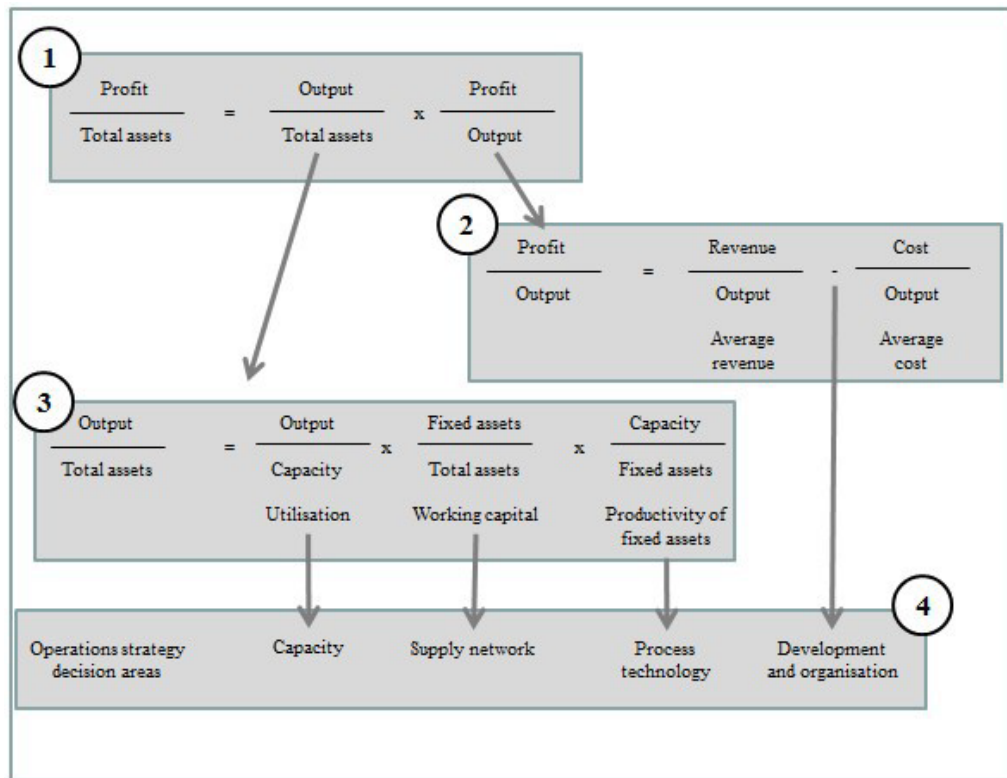 1
Profit Output Profit
= x
Total assets Total assets Output
2
Profit Revenue Cost
= -
Output Output Output
Average Average
revenue cost
3
Output Output Fixed assets Capacity
= x x
Total assets Capacity Total assets Fixed assets
Utilisation Working capital Productivity of
fixed assets
4
Operations strategy Capacity Supply network Process Development
decision areas technology and organisation